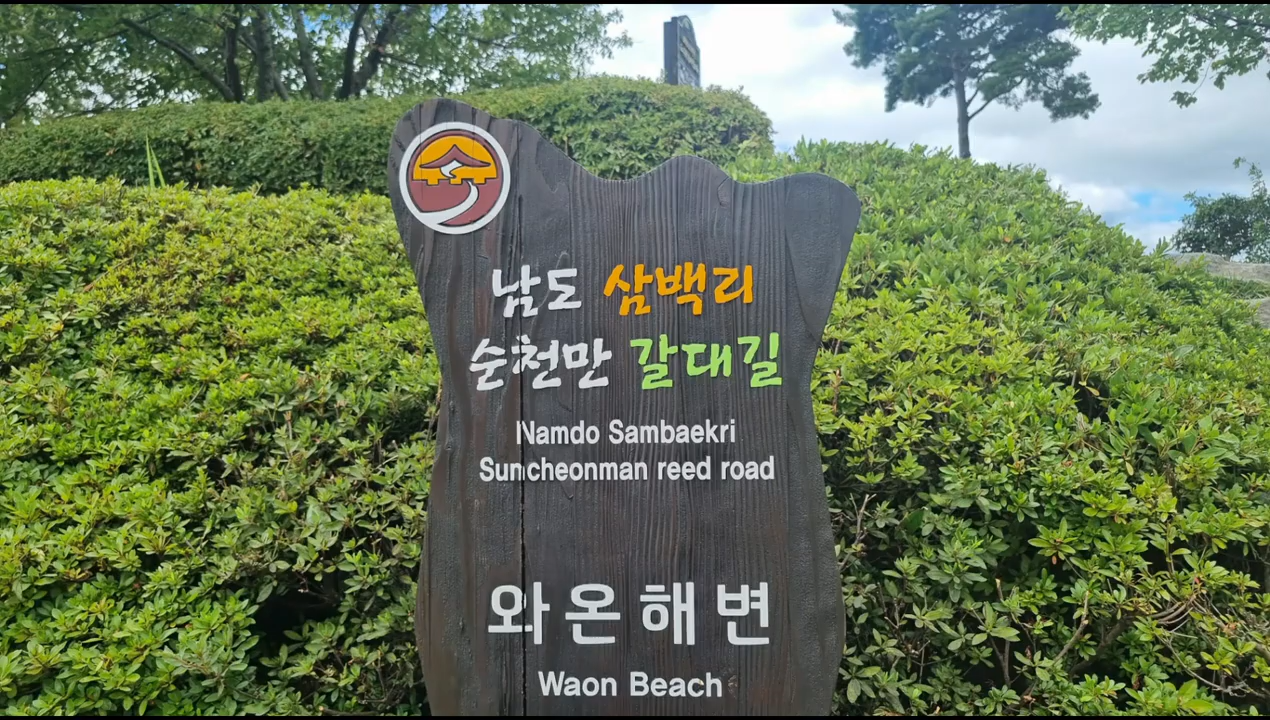 남도 삼백리
순천만 갈대길
Namdo Sambaekri
Suncheonman reed road
와온해변
Waon Beach